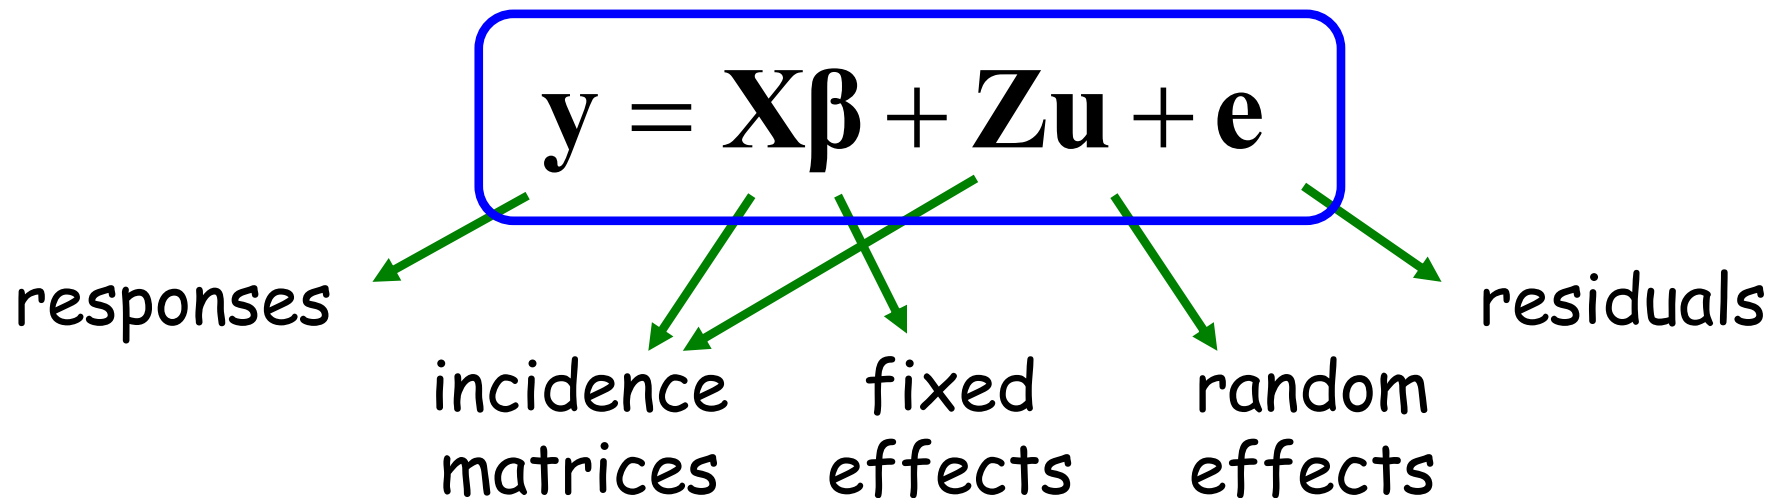 y = Xβ + Zu + e
responses
residuals
incidence
matrices
fixed
effects
random
effects